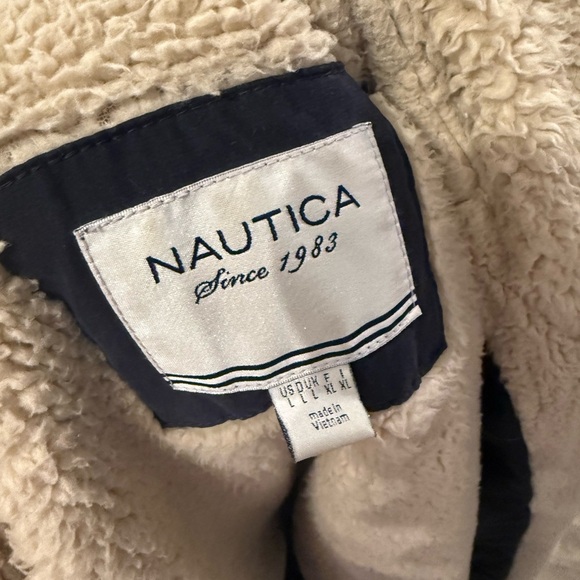 NAUTICA
Since 1983
US D UK F I
L L L XL XL
made in
Vietnam